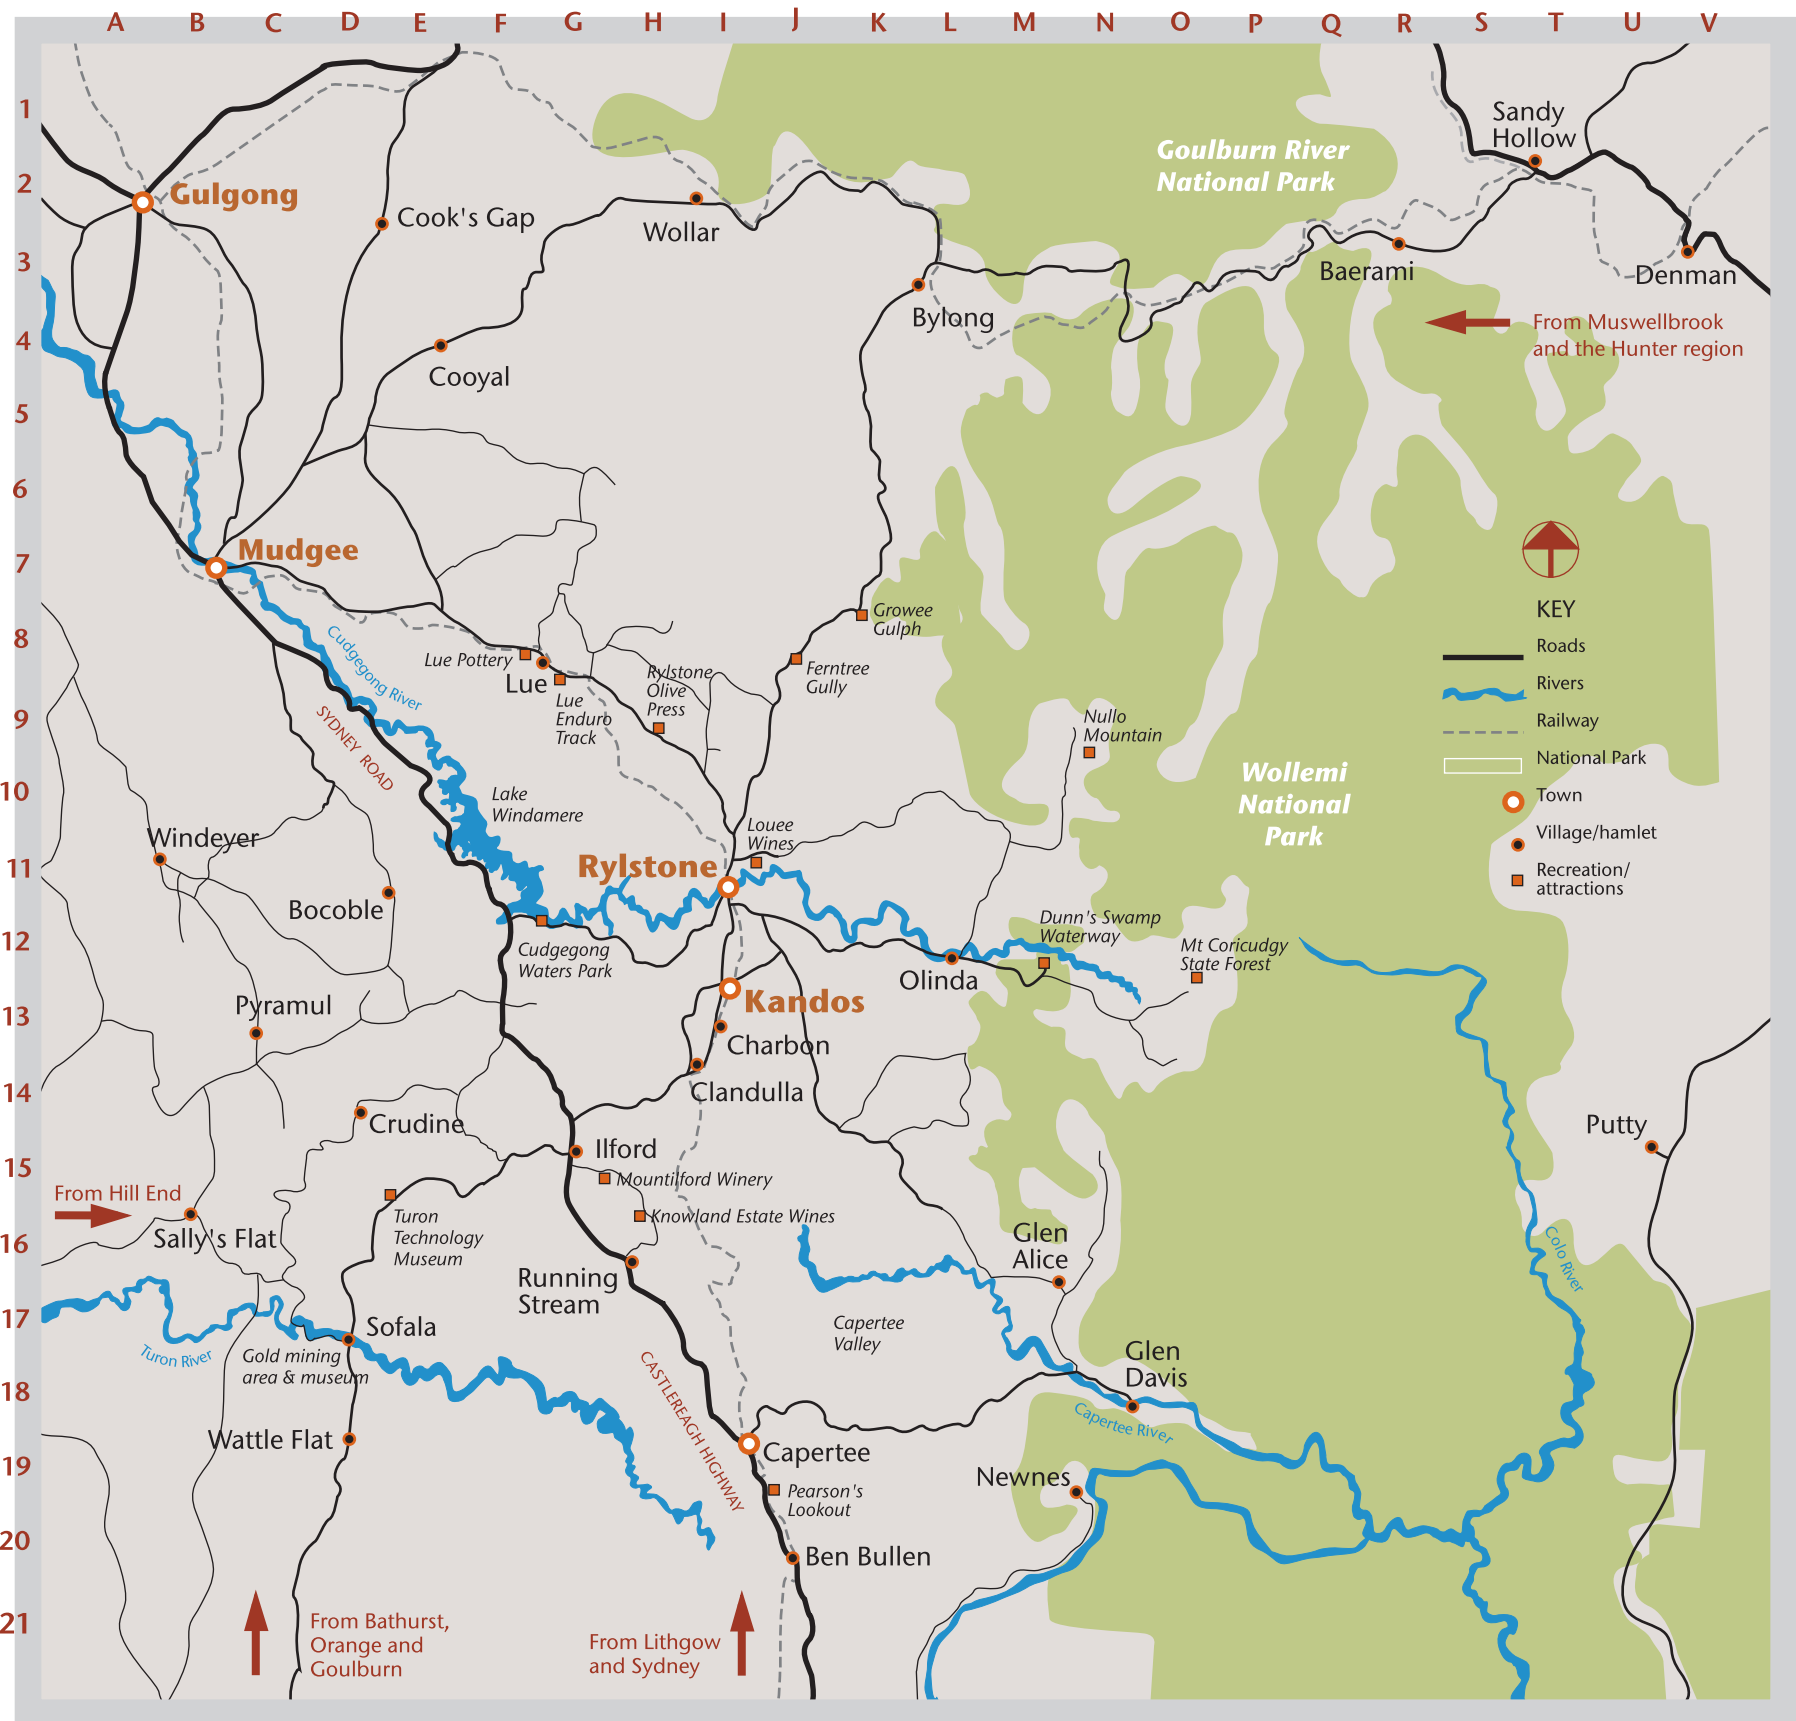 A B C D E F G H I J K L M N O P Q R S T U V
1
2
3
4
5
6
7
8
9
10
11
12
13
14
15
16
17
18
19
20
21
Sandy
Hollow
Goulburn River
National Park
Gulgong
Cook's Gap
Wollar
Baerami
Denman
Bylong
From Muswellbrook
and the Hunter region
Cooyal
Mudgee
KEY
Roads
Rivers
Railway
National Park
Town
Village/hamlet
Recreation/
attractions
Growee
Gulph
Cudgegong River
Lue Pottery
Lue
Lue
Enduro
Track
Rylstone
Olive
Press
Ferntree
Gully
SYDNEY ROAD
Nullo
Mountain
Wollemi
National
Park
Lake
Windamere
Windeyer
Louee
Wines
Rylstone
Bocoble
Cudgegong
Waters Park
Dunn's Swamp
Waterway
Mt Coricudgy
State Forest
Olinda
Pyramul
Kandos
Charbon
Clandulla
Crudine
Ilford
Putty
Mountilford Winery
From Hill End
Knowland Estate Wines
Turon
Technology
Museum
Sally's Flat
Glen
Alice
Colo River
Running
Stream
Capertee
Valley
Sofala
Turon River
Gold mining
area & museum
CASTLEREAGH HIGHWAY
Glen
Davis
Capertee River
Wattle Flat
Capertee
Newnes
Pearson's
Lookout
Ben Bullen
From Bathurst,
Orange and
Goulburn
From Lithgow
and Sydney